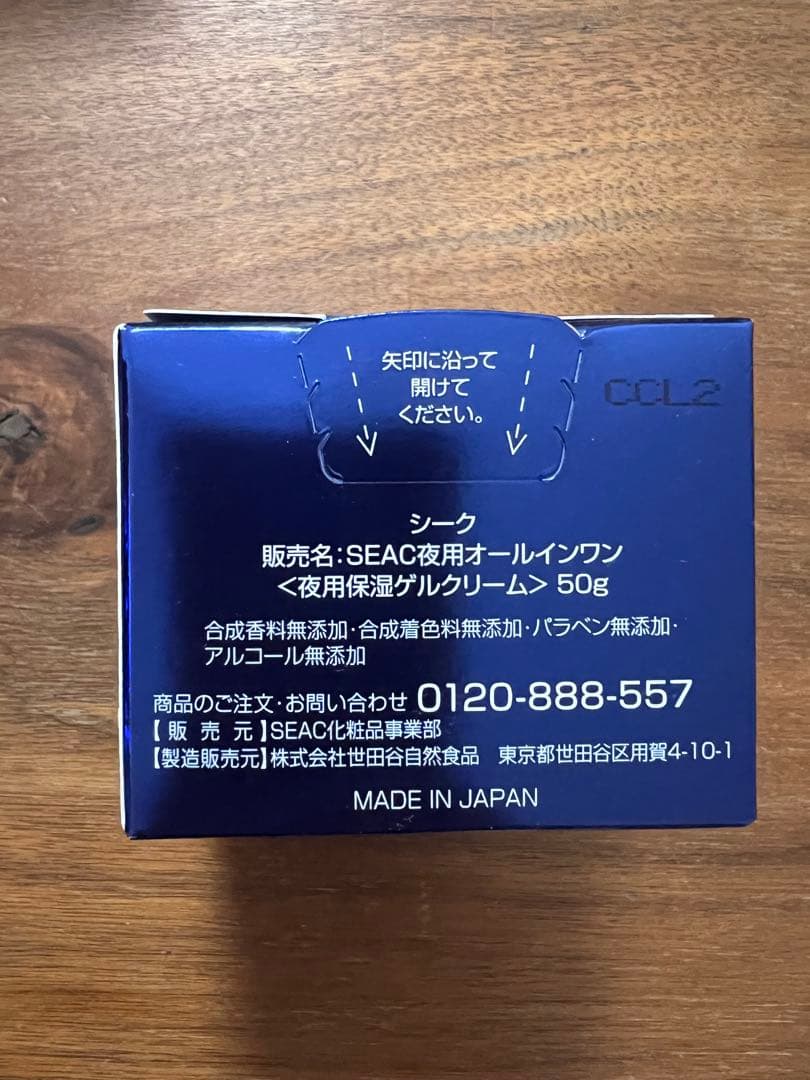 矢印に沿って
開けて
ください。
CCL2
シーク
販売名:SEAC夜用オールインワン
<夜用保湿ゲルクリーム> 50g
合成香料無添加・合成着色料無添加・パラベン無添加・
アルコール無添加
商品のご注文・お問い合わせ 0120-888-557
【販売元】SEAC化粧品事業部
【製造販売元】株式会社世田谷自然食品 東京都世田谷区用賀4-10-1
MADE IN JAPAN